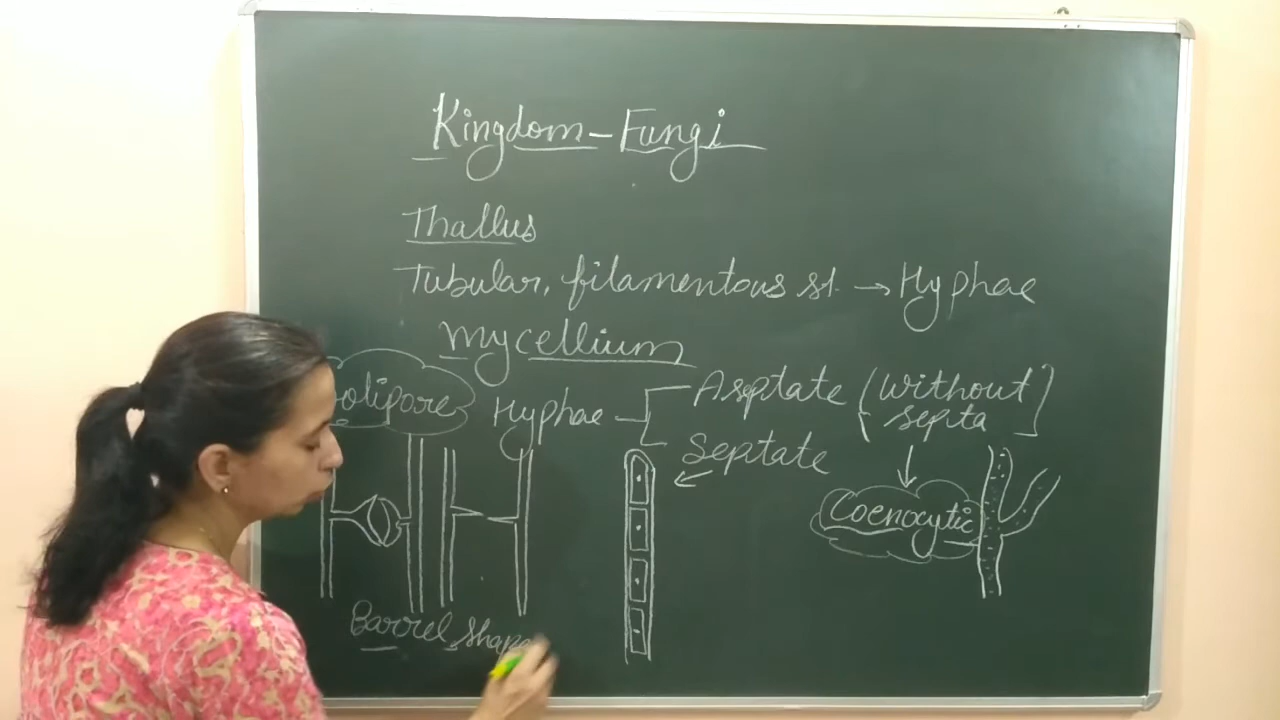 Kingdom - Fungi
Thallus
Tubular, filamentous st. → Hyphae
Mycellium
Hyphae
Aseptate (Without septa]
Septate
Coenocytic
Barrel Shape